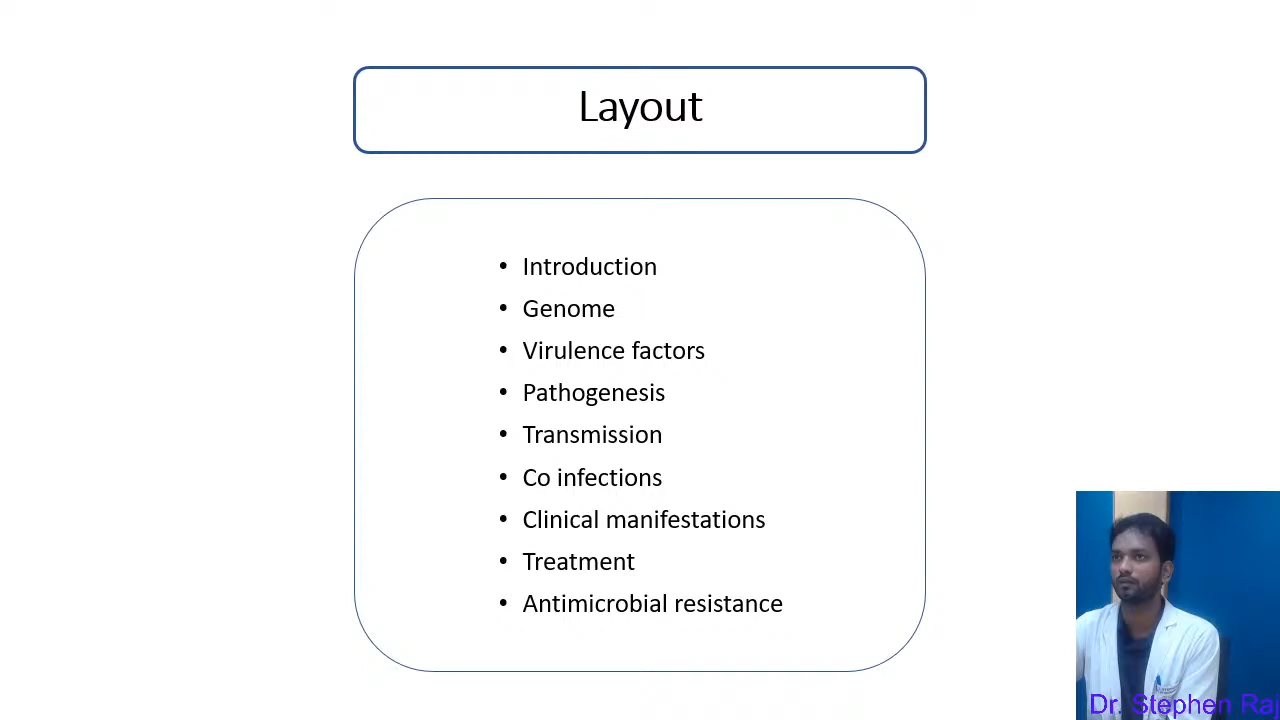 Layout
• Introduction
• Genome
• Virulence factors
• Pathogenesis
• Transmission
• Co infections
• Clinical manifestations
• Treatment
• Antimicrobial resistance
Dr. Stephen Raj